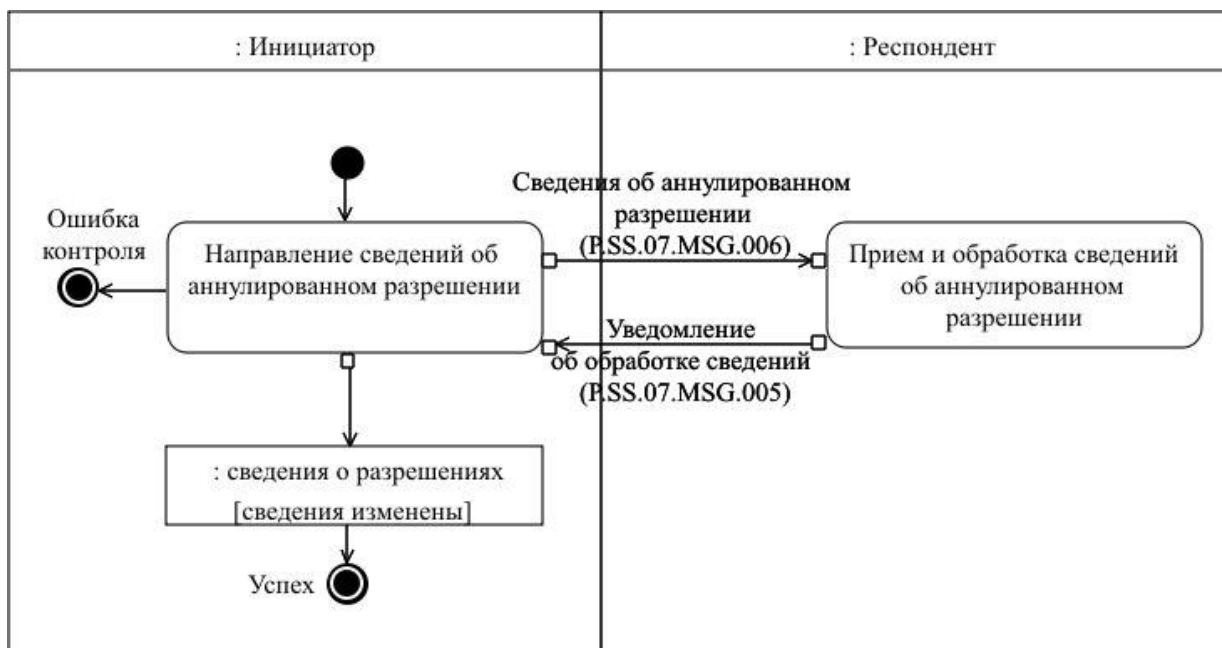 : Инициатор
: Респондент
Ошибка
контроля
Направление сведений об
аннулированном разрешении
Сведения об аннулированном
разрешении
(P.SS.07.MSG.006)
Прием и обработка сведений
об аннулированном
разрешении
Уведомление
об обработке сведений
(P.SS.07.MSG.005)
: сведения о разрешениях
[сведения изменены]
Успех